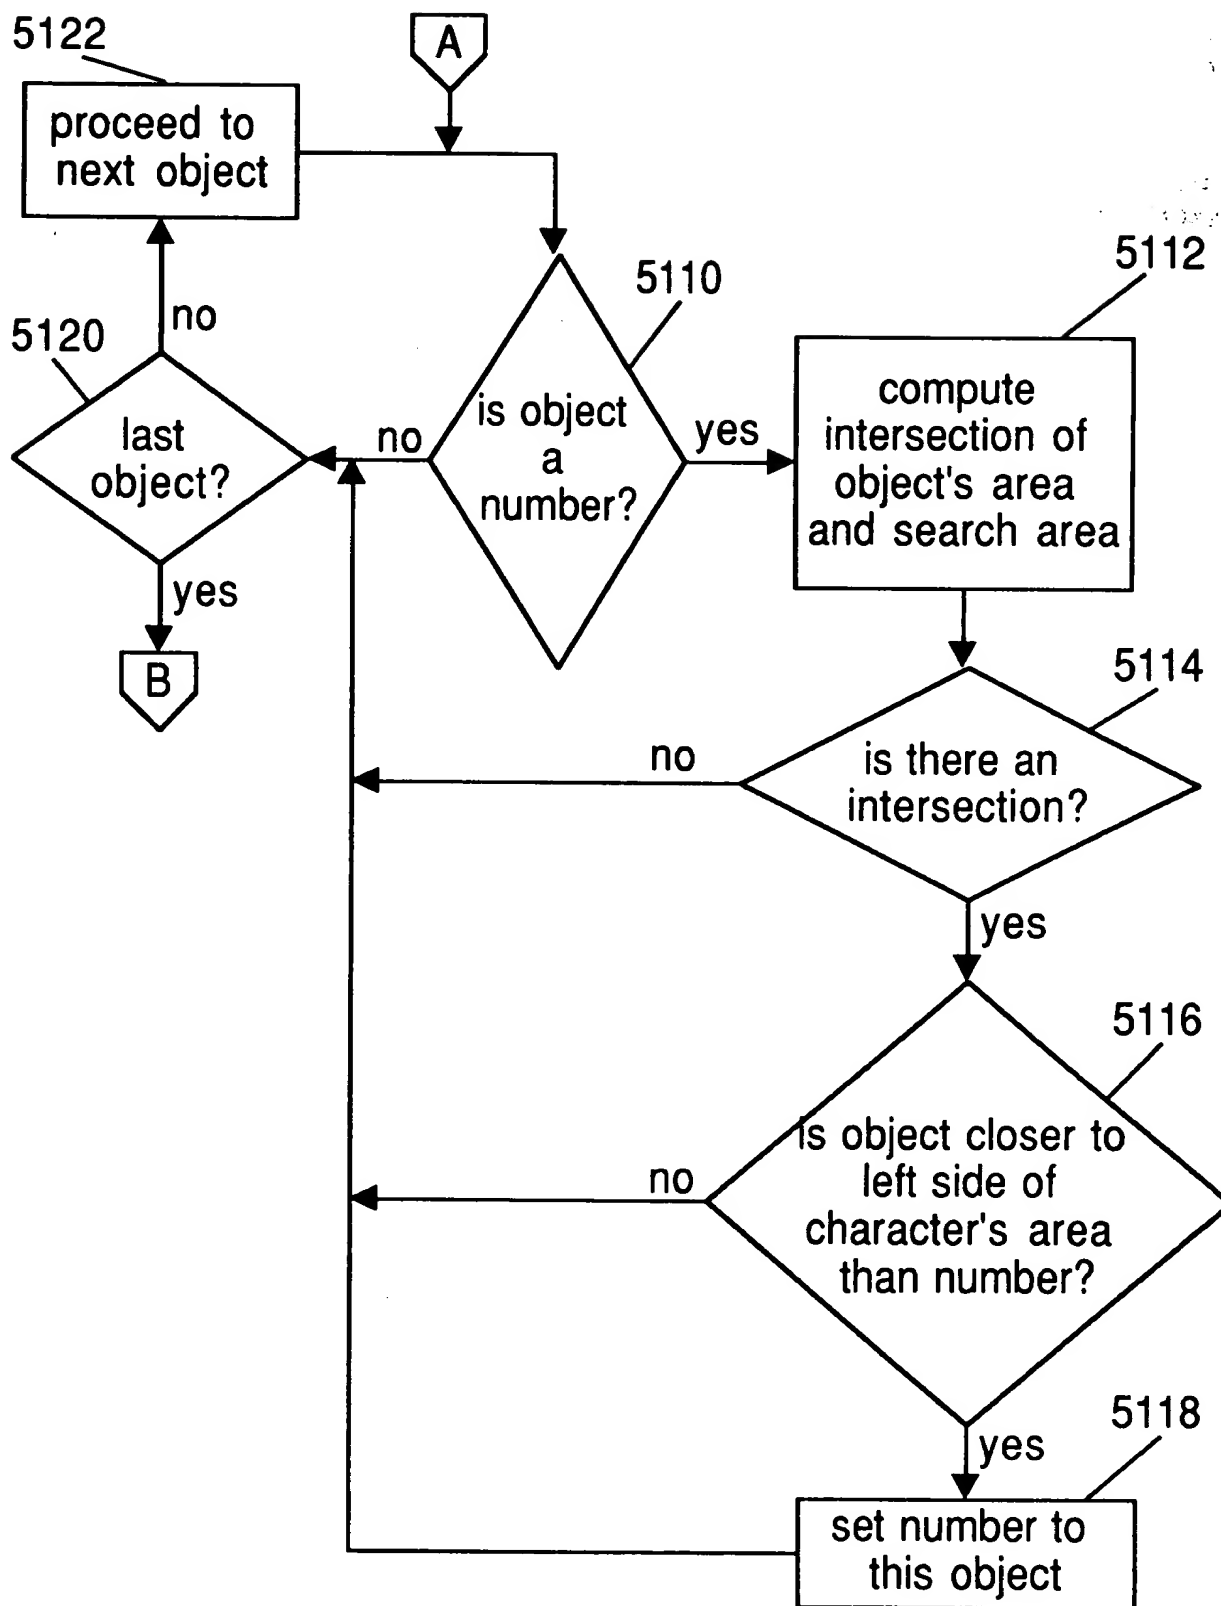 5122
A
proceed to
next object
5110
5112
no
5120
last
object?
no
is object
a
number?
yes
compute
intersection of
object's area
and search area
yes
B
5114
no
is there an
intersection?
yes
5116
no
is object closer to
left side of
character's area
than number?
yes
5118
set number to
this object